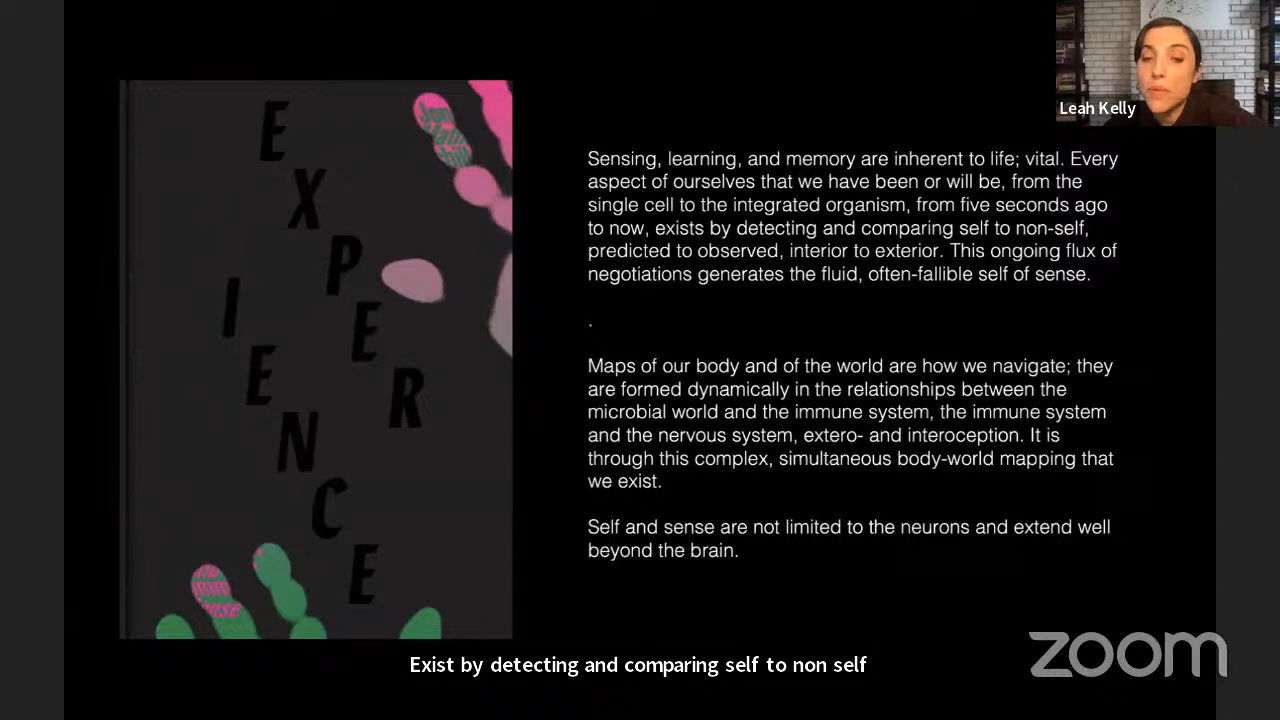 E
X
P
E
R
I
E
N
C
E
Leah Kelly
Sensing, learning, and memory are inherent to life; vital. Every
aspect of ourselves that we have been or will be, from the
single cell to the integrated organism, from five seconds ago
to now, exists by detecting and comparing self to non-self,
predicted to observed, interior to exterior. This ongoing flux of
negotiations generates the fluid, often-fallible self of sense.
.
Maps of our body and of the world are how we navigate; they
are formed dynamically in the relationships between the
microbial world and the immune system, the immune system
and the nervous system, extero- and interoception. It is
through this complex, simultaneous body-world mapping that
we exist.
Self and sense are not limited to the neurons and extend well
beyond the brain.
Exist by detecting and comparing self to non self
zoom